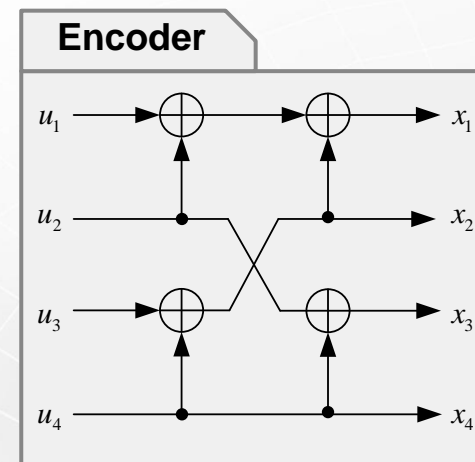 Encoder
u₁ x₁
u₂ x₂
u₃ x₃
u₄ x₄